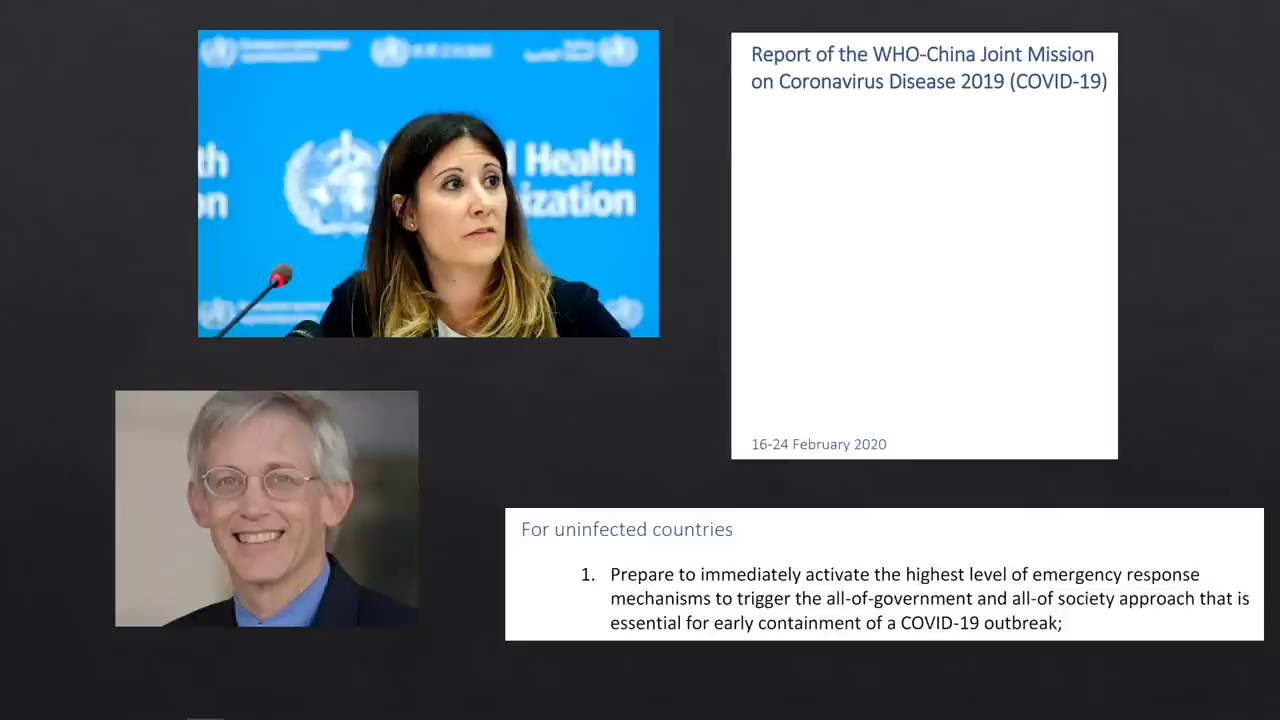 th Health
on ization
Report of the WHO-China Joint Mission
on Coronavirus Disease 2019 (COVID-19)
16-24 February 2020
For uninfected countries
1. Prepare to immediately activate the highest level of emergency response
mechanisms to trigger the all-of-government and all-of society approach that is
essential for early containment of a COVID-19 outbreak;